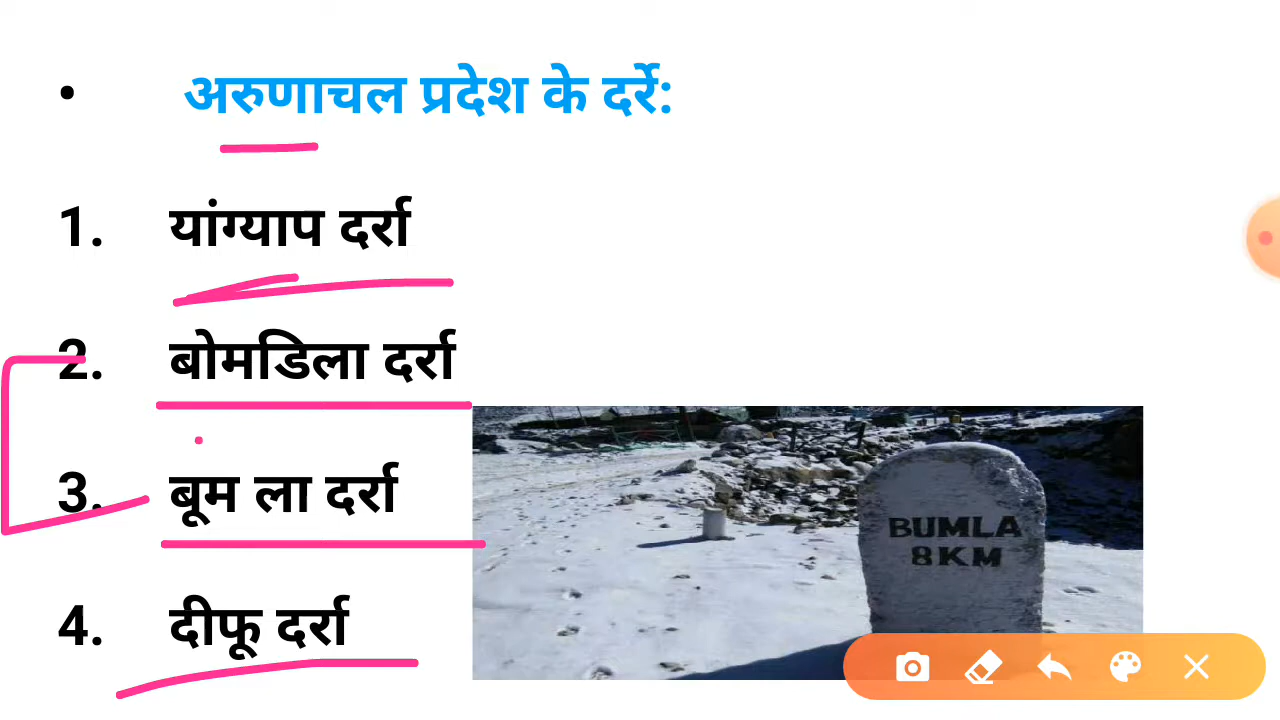 • अरुणाचल प्रदेश के दर्रे:
1. यांग्याप दर्रा
2. बोमडिला दर्रा
3. बूम ला दर्रा
4. दीफू दर्रा
BUMLA
8KM